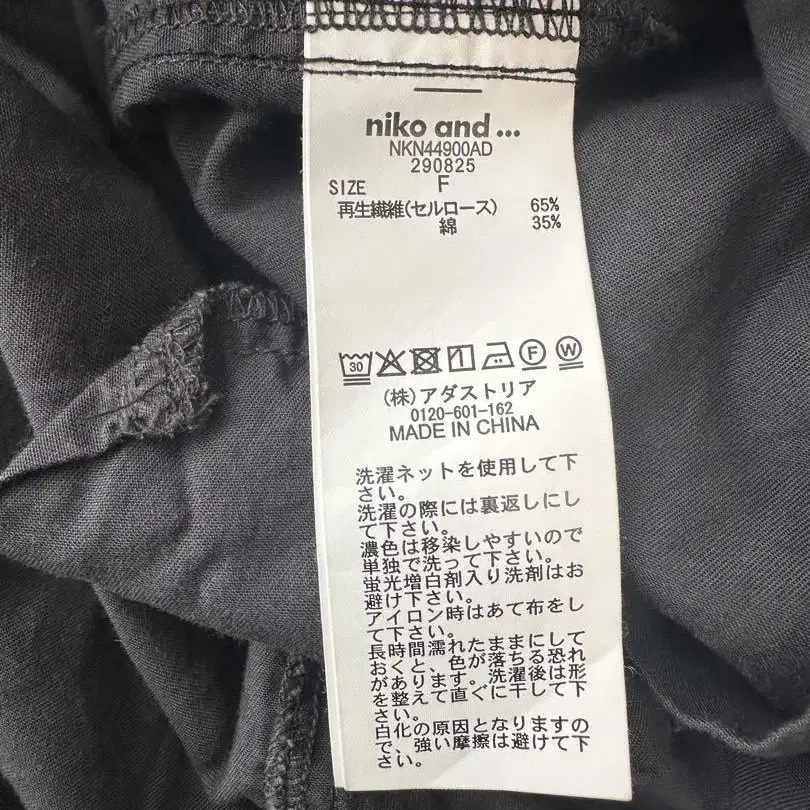 niko and ...
NKN44900AD
290825
SIZE F
再生繊維(セルロース) 65%
綿 35%
30 F W
(株)アダストリア
0120-601-162
MADE IN CHINA
洗濯ネットを使用して下
さい。
洗濯の際には裏返しにし
て下さい。
濃色は移染しやすいので
単独で洗って下さい。
蛍光増白剤入り洗剤はお
避け下さい。
アイロン時はあて布をし
て下さい。
長時間濡れたままにして
おくと、色が落ちる恐れ
があります。洗濯後は形
を整えて直ぐに干して下
さい。
白化の原因となりますの
で、強い摩擦は避けて下
さい。